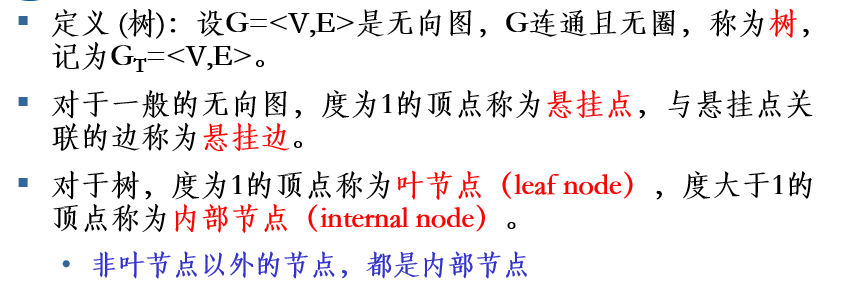 ▪ 定义 (树)：设G=<V,E>是无向图，G连通且无圈，称为树，
记为G_T=<V,E>。
▪ 对于一般的无向图，度为1的顶点称为悬挂点，与悬挂点关
联的边称为悬挂边。
▪ 对于树，度为1的顶点称为叶节点（leaf node），度大于1的
顶点称为内部节点（internal node）。
• 非叶节点以外的节点，都是内部节点